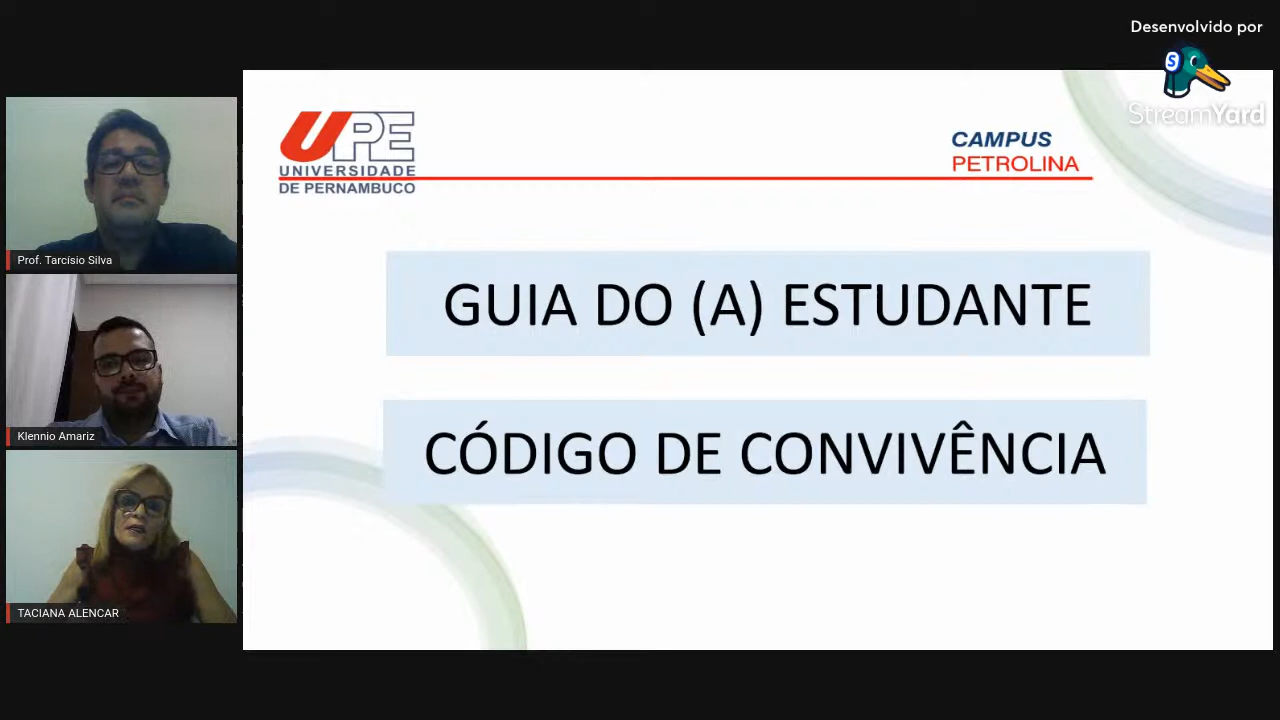 Desenvolvido por
StreamYard
UPE
UNIVERSIDADE
DE PERNAMBUCO
CAMPUS
PETROLINA
GUIA DO (A) ESTUDANTE
CÓDIGO DE CONVIVÊNCIA
Prof. Tarcísio Silva
Klennio Amariz
TACIANA ALENCAR